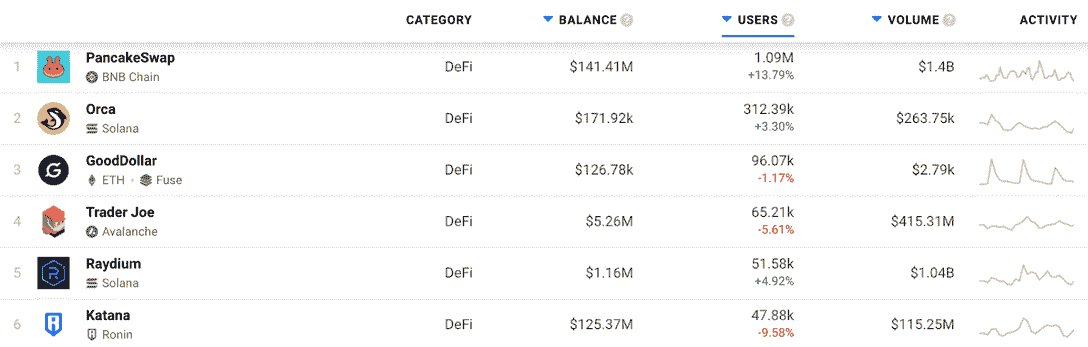 CATEGORY BALANCE ? USERS ? VOLUME ? ACTIVITY
1 PancakeSwap DeFi $141.41M 1.09M $1.4B
BNB Chain +13.79%
2 Orca DeFi $171.92k 312.39k $263.75k
Solana +3.30%
3 GoodDollar DeFi $126.78k 96.07k $2.79k
ETH • Fuse -1.17%
4 Trader Joe DeFi $5.26M 65.21k $415.31M
Avalanche -5.61%
5 Raydium DeFi $1.16M 51.58k $1.04B
Solana +4.92%
6 Katana DeFi $125.37M 47.88k $115.25M
Ronin -9.58%